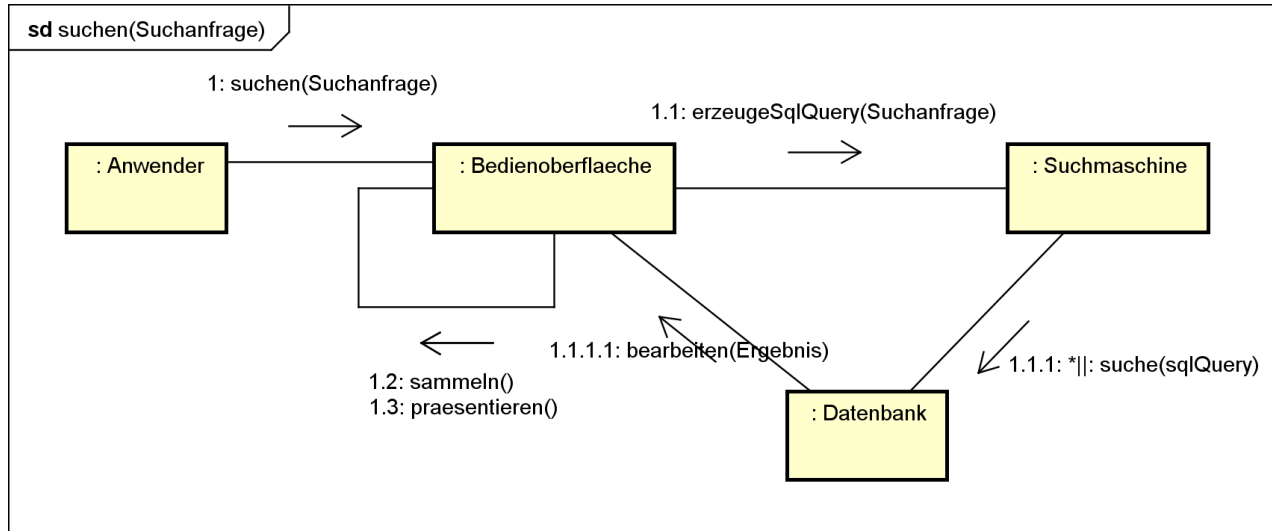 sd suchen(Suchanfrage)
1: suchen(Suchanfrage)
1.1: erzeugeSqlQuery(Suchanfrage)
: Anwender
: Bedienoberflaeche
: Suchmaschine
1.1.1.1: bearbeiten(Ergebnis)
1.1.1: *||: suche(sqlQuery)
1.2: sammeln()
1.3: praesentieren()
: Datenbank